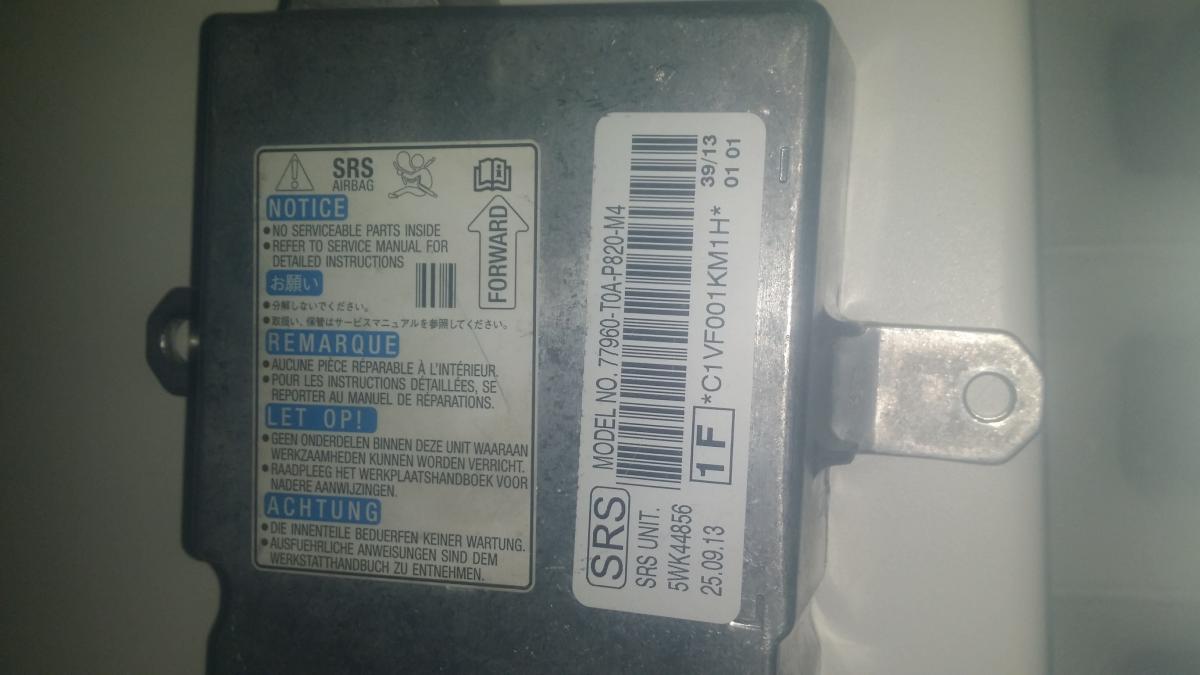 SRS
AIRBAG
NOTICE
● NO SERVICEABLE PARTS INSIDE
● REFER TO SERVICE MANUAL FOR
DETAILED INSTRUCTIONS
FORWARD
お願い
● 分解しないでください。
● 取扱い、保管はサービスマニュアルを参照してください。
REMARQUE
● AUCUNE PIÈCE RÉPARABLE À L'INTÉRIEUR.
● POUR LES INSTRUCTIONS DÉTAILLÉES, SE
REPORTER AU MANUEL DE RÉPARATIONS.
LET OP!
● GEEN ONDERDELEN BINNEN DEZE UNIT WAARAAN
WERKZAAMHEDEN KUNNEN WORDEN VERRICHT.
● RAADPLEEG HET WERKPLAATSHANDBOEK VOOR
NADERE AANWIJZINGEN.
ACHTUNG
● DIE INNENTEILE BEDUERFEN KEINER WARTUNG.
● AUSFUEHRLICHE ANWEISUNGEN SIND DEM
WERKSTATTHANDBUCH ZU ENTNEHMEN.
SRS
MODEL NO. 77960-T0A-P820-M4
SRS UNIT.
5WK44856
25.09.13
1F
*C1VF001KM1H*
39/13
01 01